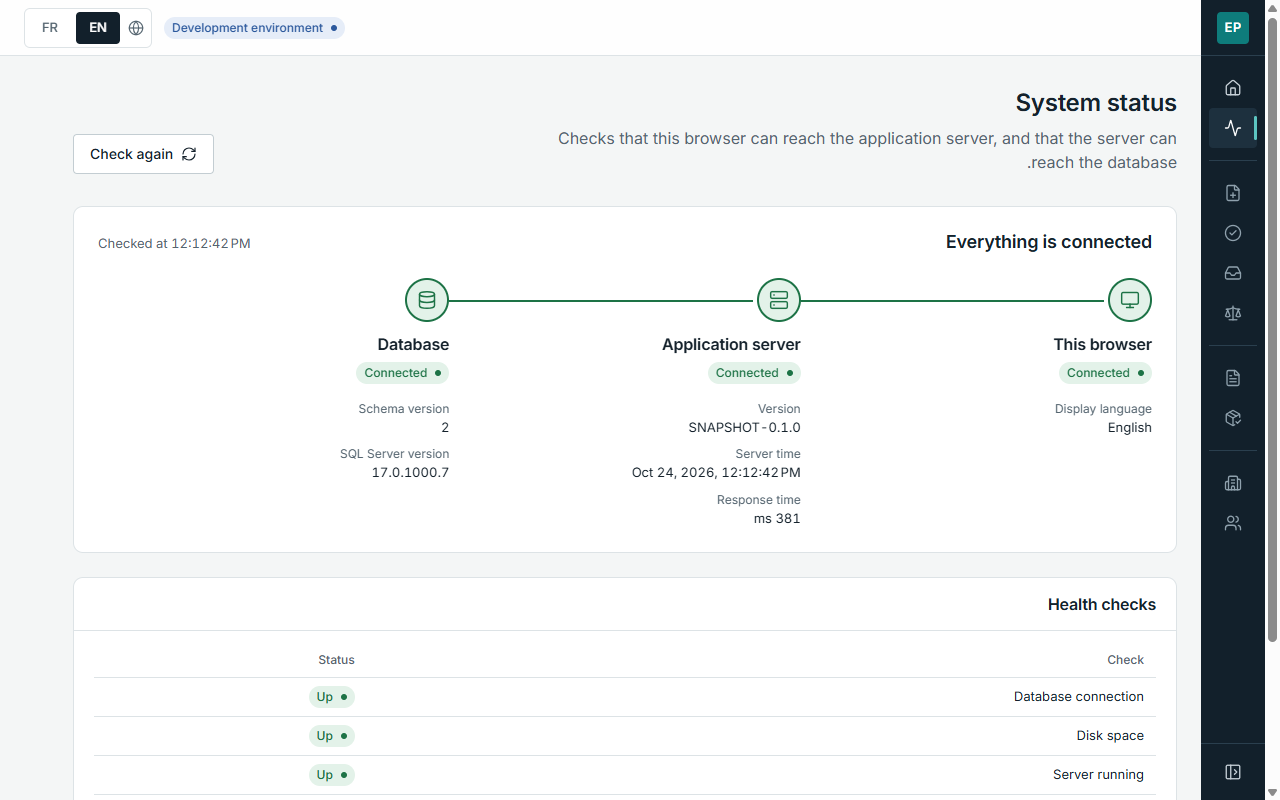 FR
EN
Development environment
EP
System status
Checks that this browser can reach the application server, and that the server can
.reach the database
Check again
Everything is connected
Checked at 12:12:42 PM
This browser
Connected
Display language
English
Application server
Connected
Version
SNAPSHOT-0.1.0
Server time
Oct 24, 2026, 12:12:42 PM
Response time
ms 381
Database
Connected
Schema version
2
SQL Server version
17.0.1000.7
Health checks
Check
Status
Database connection
Up
Disk space
Up
Server running
Up